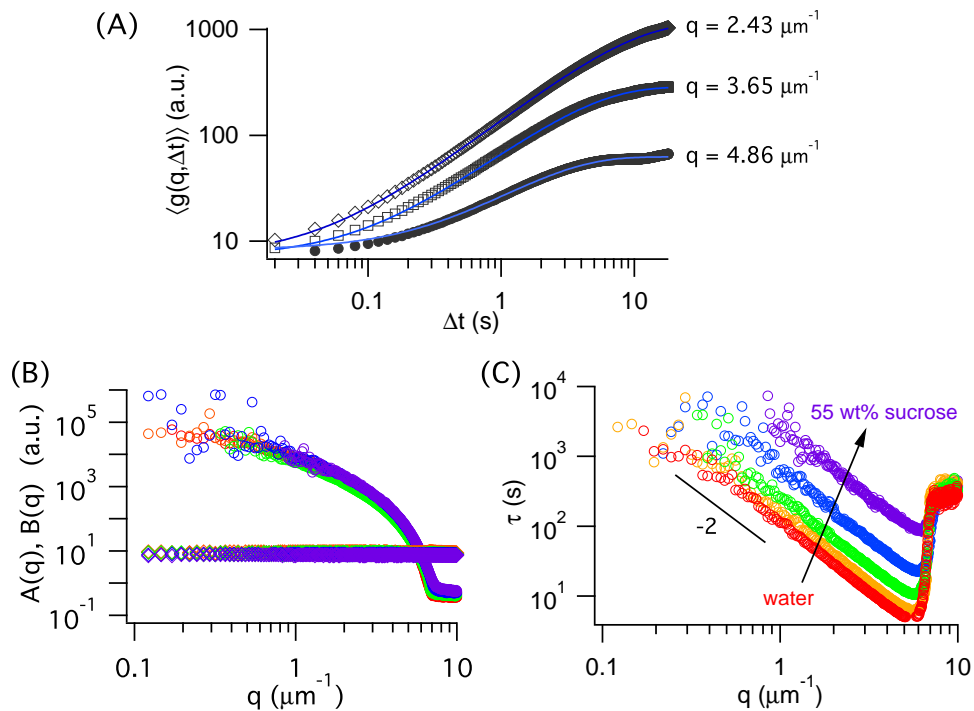 (A)
⟨g(q,Δt)⟩ (a.u.)
1000
100
10
0.1
1
10
Δt (s)
q = 2.43 μm⁻¹
q = 3.65 μm⁻¹
q = 4.86 μm⁻¹
(B)
A(q), B(q) (a.u.)
10⁵
10³
10¹
10⁻¹
0.1
1
10
q (μm⁻¹)
(C)
τ (s)
10⁴
10³
10²
10¹
0.1
1
10
q (μm⁻¹)
55 wt% sucrose
-2
water